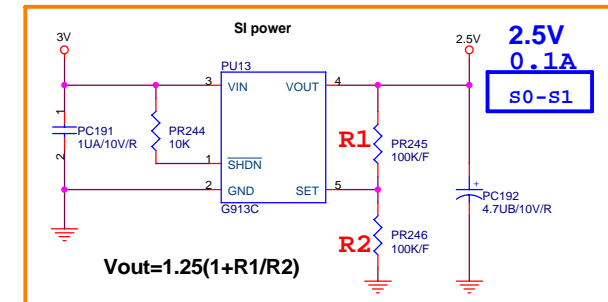 SI power
3V
2.5V
2.5V
0.1A
S0-S1
PU13
3
VIN
VOUT
4
1
PC191
1UA/10V/R
2
PR244
10K
R1
PR245
100K/F
1
SHDN
2
GND
SET
5
G913C
+
PC192
4.7UB/10V/R
R2
PR246
100K/F
Vout=1.25(1+R1/R2)